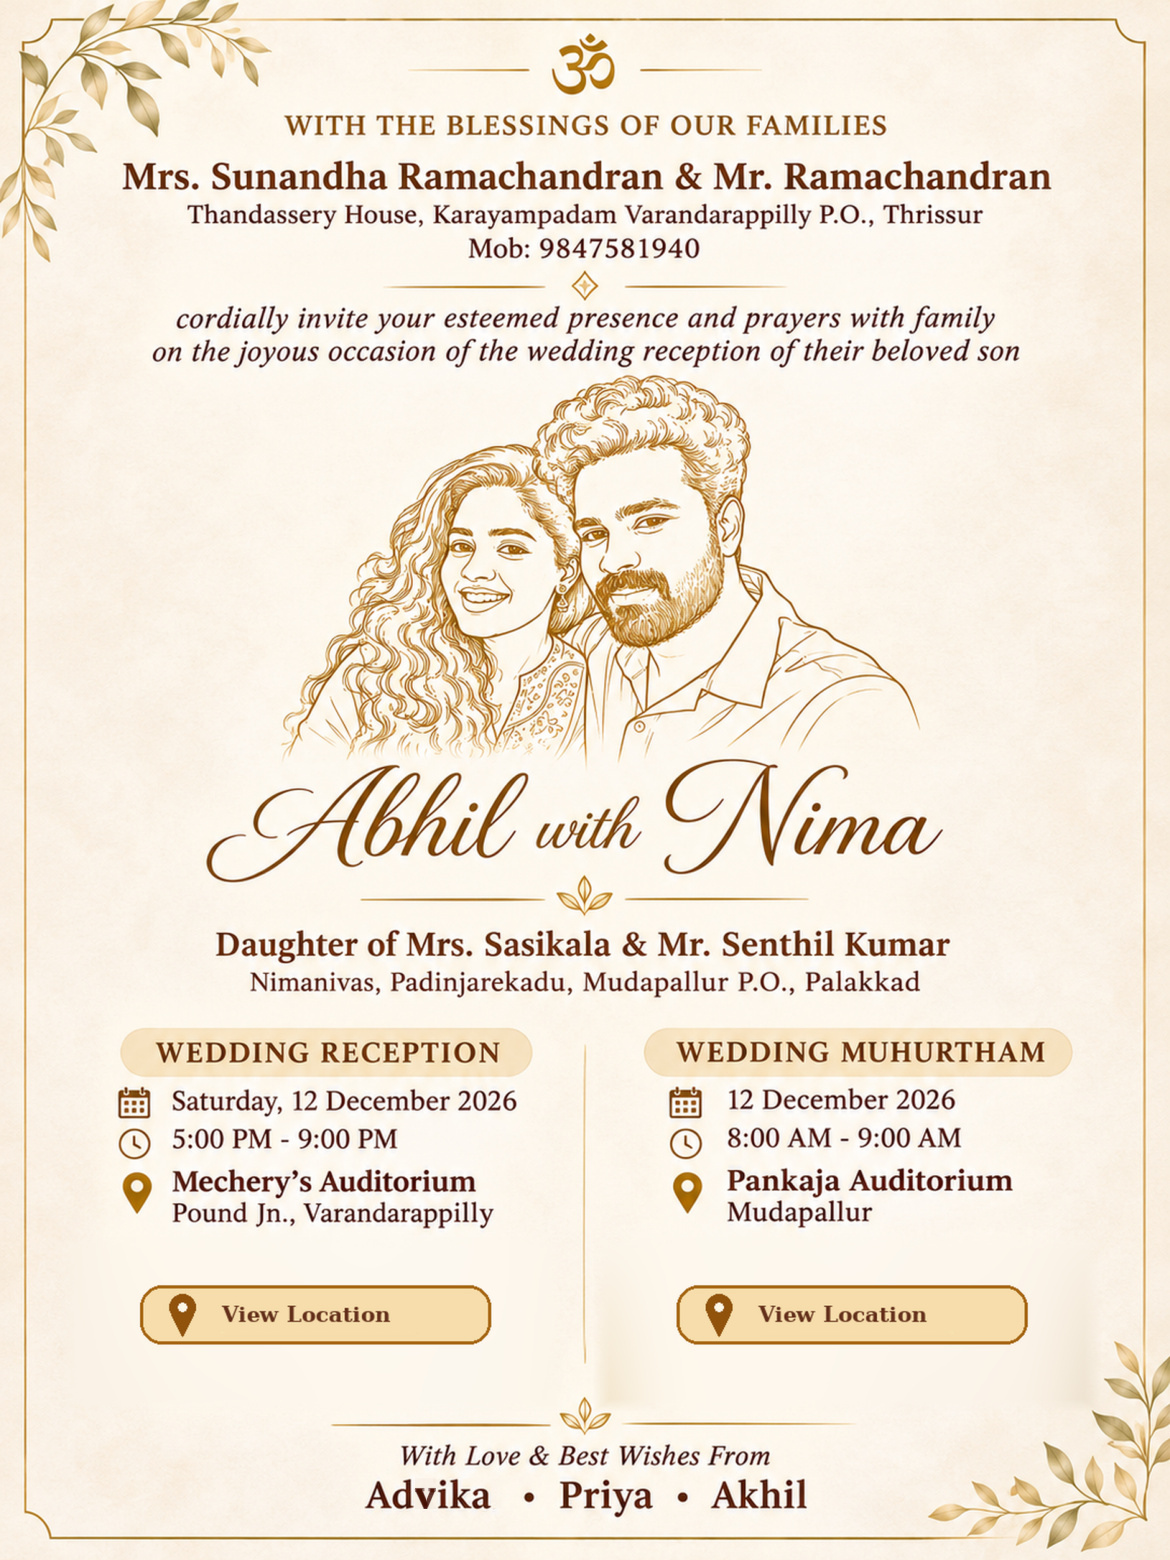 ॐ
WITH THE BLESSINGS OF OUR FAMILIES
Mrs. Sunandha Ramachandran & Mr. Ramachandran
Thandassery House, Karayampadam Varandarappilly P.O., Thrissur
Mob: 9847581940
cordially invite your esteemed presence and prayers with family
on the joyous occasion of the wedding reception of their beloved son
Abhil with Nima
Daughter of Mrs. Sasikala & Mr. Senthil Kumar
Nimanivas, Padinjarekadu, Mudapallur P.O., Palakkad
WEDDING RECEPTION
Saturday, 12 December 2026
5:00 PM - 9:00 PM
Mechery’s Auditorium
Pound Jn., Varandarappilly
View Location
WEDDING MUHURTHAM
12 December 2026
8:00 AM - 9:00 AM
Pankaja Auditorium
Mudapallur
View Location
With Love & Best Wishes From
Advika • Priya • Akhil